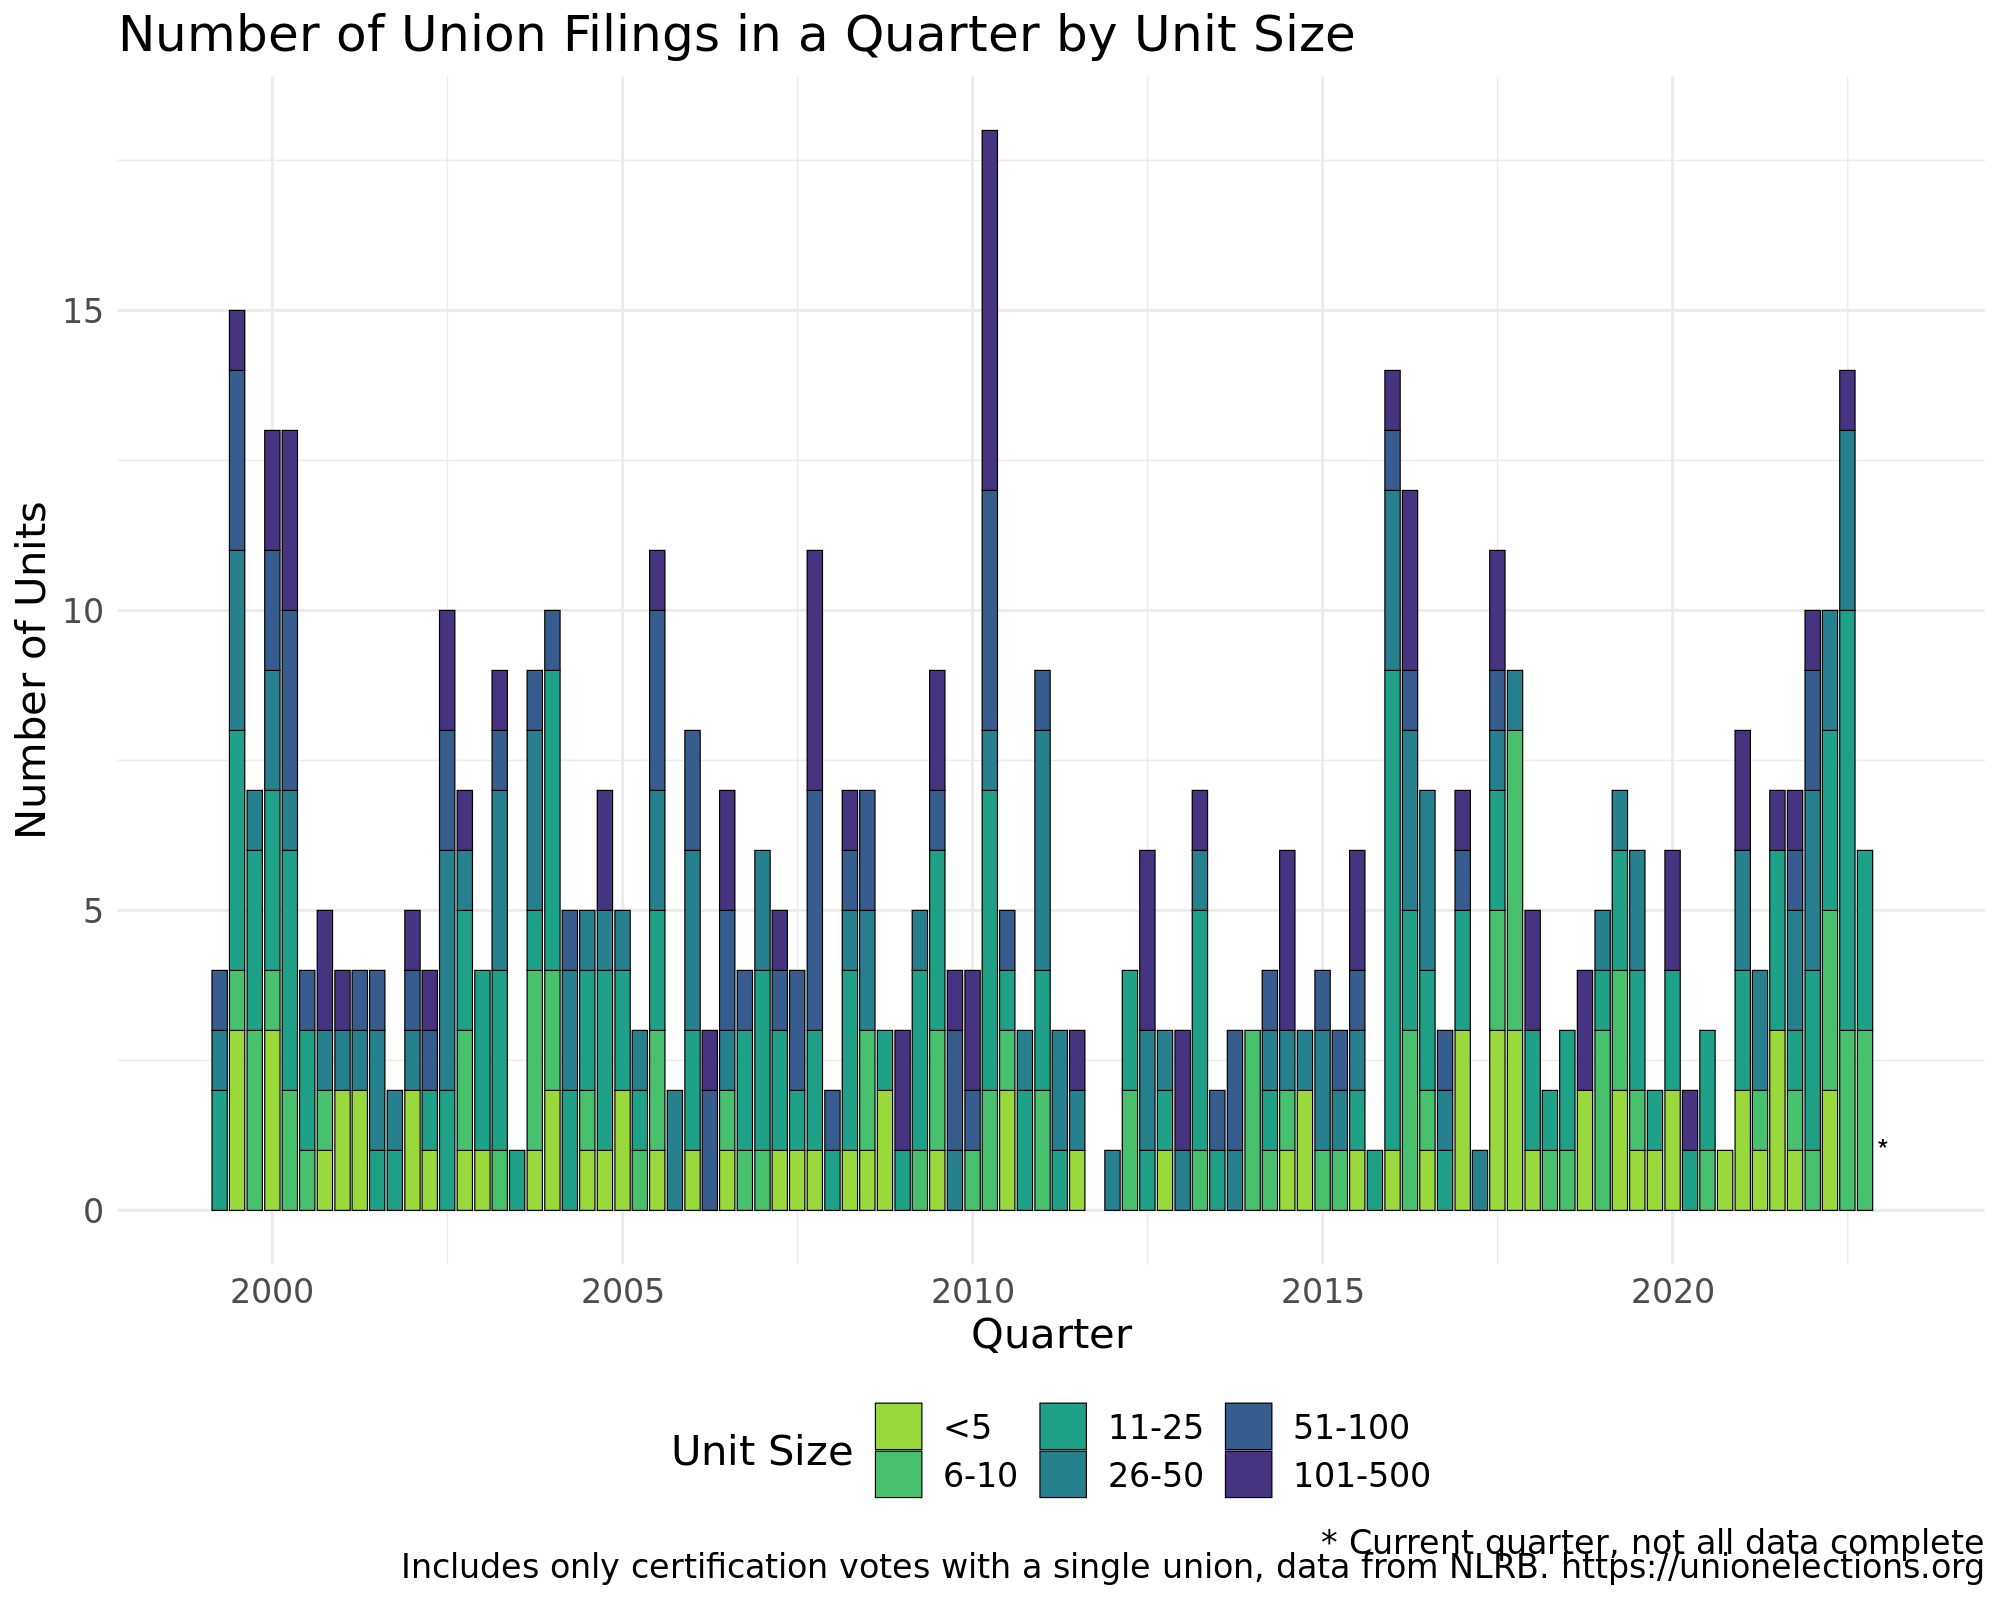 Number of Union Filings in a Quarter by Unit Size
Number of Units
15
10
5
0
*
2000 2005 2010 2015 2020
Quarter
Unit Size
<5 11-25 51-100
6-10 26-50 101-500
* Current quarter, not all data complete
Includes only certification votes with a single union, data from NLRB. https://unionelections.org